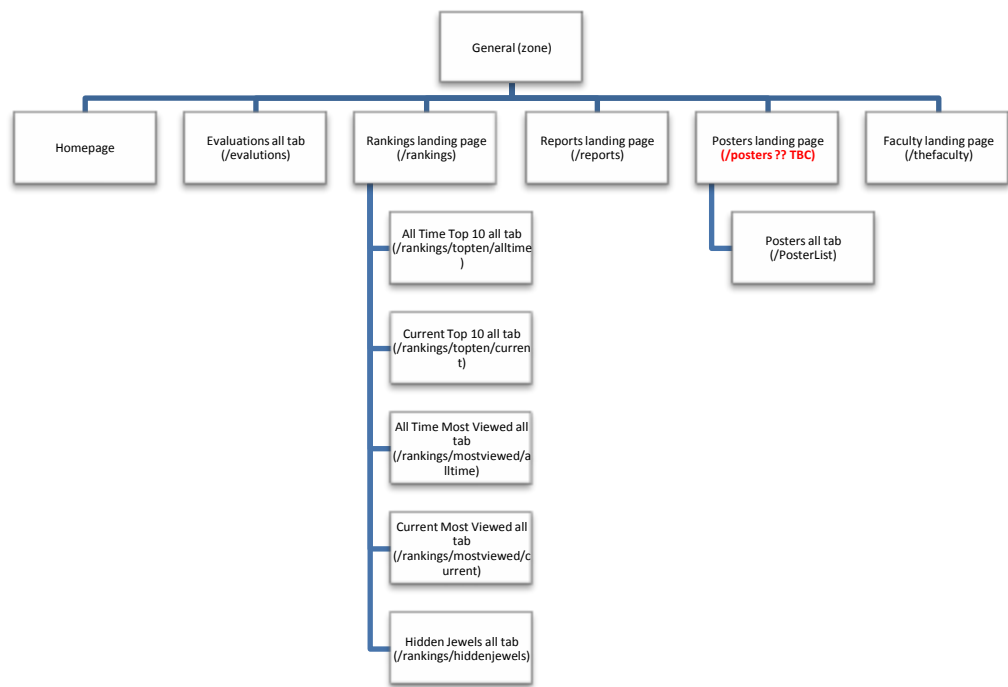 General (zone)
Homepage
Evaluations all tab
(/evalutions)
Rankings landing page
(/rankings)
Reports landing page
(/reports)
Posters landing page
(/posters ?? TBC)
Faculty landing page
(/thefaculty)
All Time Top 10 all tab
(/rankings/topten/alltime
)
Posters all tab
(/PosterList)
Current Top 10 all tab
(/rankings/topten/curren
t)
All Time Most Viewed all
tab
(/rankings/mostviewed/a
lltime)
Current Most Viewed all
tab
(/rankings/mostviewed/c
urrent)
Hidden Jewels all tab
(/rankings/hiddenjewels)